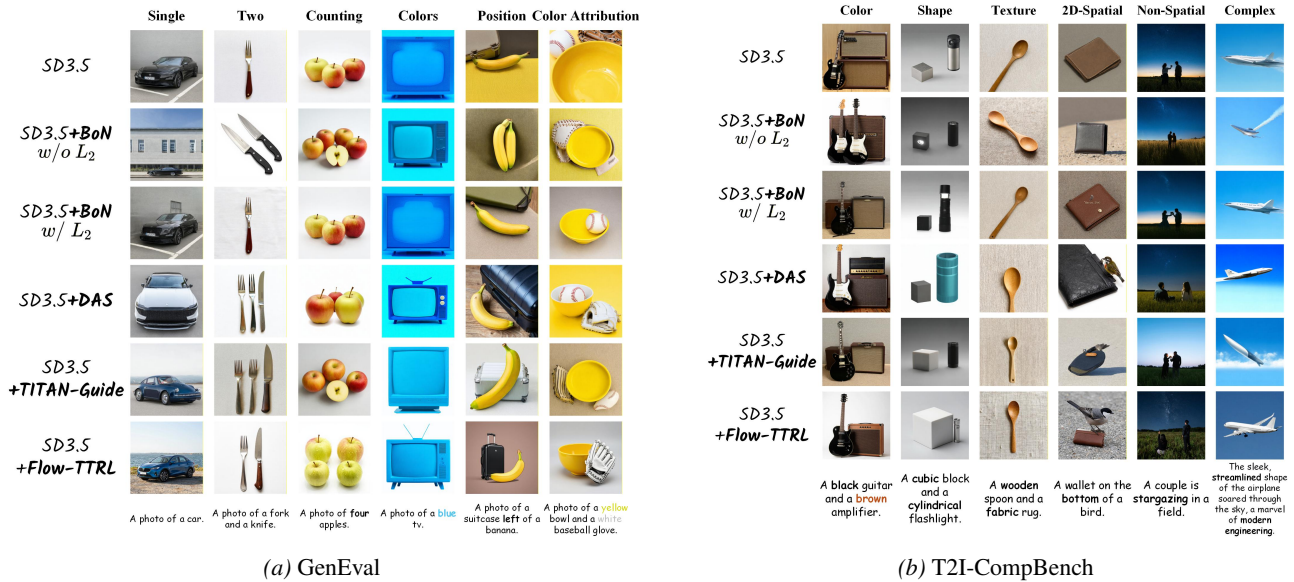 Single Two Counting Colors Position Color Attribution
SD3.5
SD3.5+BoN
w/o L2
SD3.5+BoN
w/ L2
SD3.5+DAS
SD3.5
+TITAN-Guide
SD3.5
+Flow-TTRL
A photo of a car.
A photo of a fork
and a knife.
A photo of four
apples.
A photo of a blue
tv.
A photo of a
suitcase left of a
banana.
A photo of a yellow
bowl and a white
baseball glove.
(a) GenEval
Color Shape Texture 2D-Spatial Non-Spatial Complex
SD3.5
SD3.5+BoN
w/o L2
SD3.5+BoN
w/ L2
SD3.5+DAS
SD3.5
+TITAN-Guide
SD3.5
+Flow-TTRL
A black guitar
and a brown
amplifier.
A cubic block
and a
cylindrical
flashlight.
A wooden
spoon and a
fabric rug.
A wallet on the
bottom of a
bird.
A couple is
stargazing in a
field.
The sleek,
streamlined shape
of the airplane
soared through
the sky, a marvel
of modern
engineering.
(b) T2I-CompBench